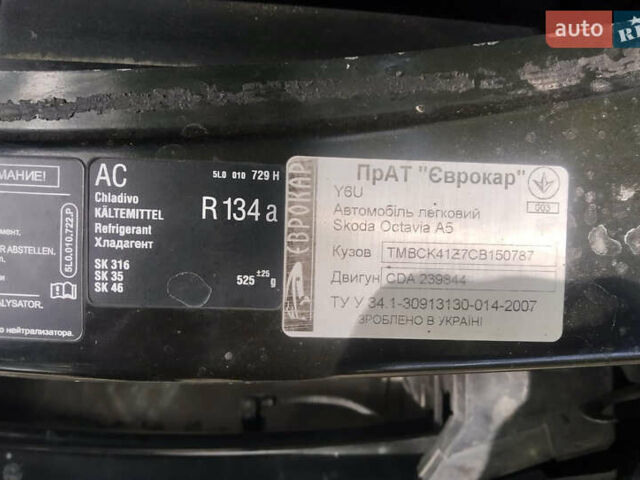 auto
RI
МАНИЕ!
R ABSTELLEN.
ALYSATOR.
5L0.010.722.P
AC
5L0 010 729 H
Chladivo
KÄLTEMITTEL
Refrigerant
Хладагент
R 134 a
SK 316
SK 35
SK 46
525 ±25 g
ЄВРОКАР
ПрАТ "Єврокар"
Y6U
003
Автомобіль легковий
Skoda Octavia A5
Кузов TMBCK41Z7CB150787
Двигун CDA 239844
ТУ У 34.1-30913130-014-2007
ЗРОБЛЕНО В УКРАЇНІ